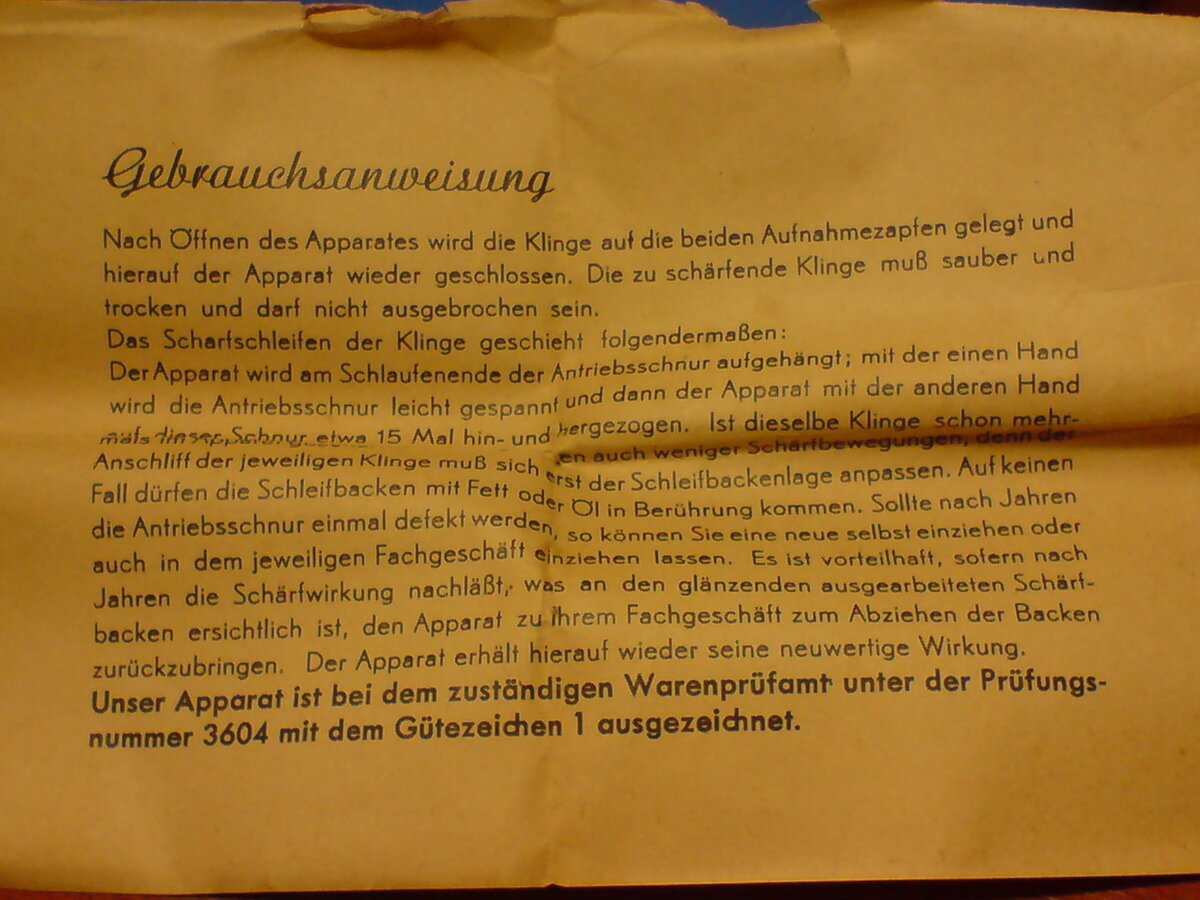 Gebrauchsanweisung
Nach Öffnen des Apparates wird die Klinge auf die beiden Aufnahmezapfen gelegt und
hierauf der Apparat wieder geschlossen. Die zu schärfende Klinge muß sauber und
trocken und darf nicht ausgebrochen sein.
Das Scharfschleifen der Klinge geschieht folgendermaßen:
Der Apparat wird am Schlaufenende der Antriebsschnur aufgehängt; mit der einen Hand
wird die Antriebsschnur leicht gespannt und dann der Apparat mit der anderen Hand
Schnur etwa 15 Mal hin- und hergezogen. Ist dieselbe Klinge schon mehr-
auch weniger Schärfbewegungen, denn der
Anschliff der jeweiligen Klinge muß sich erst der Schleifbackenlage anpassen. Auf keinen
Fall dürfen die Schleifbacken mit Fett oder Öl in Berührung kommen. Sollte nach Jahren
die Antriebsschnur einmal defekt werden, so können Sie eine neue selbst einziehen oder
auch in dem jeweiligen Fachgeschäft einziehen lassen. Es ist vorteilhaft, sofern nach
Jahren die Schärfwirkung nachläßt, was an den glänzenden ausgearbeiteten Schärf-
backen ersichtlich ist, den Apparat zu Ihrem Fachgeschäft zum Abziehen der Backen
zurückzubringen. Der Apparat erhält hierauf wieder seine neuwertige Wirkung.
Unser Apparat ist bei dem zuständigen Warenprüfamt unter der Prüfungs-
nummer 3604 mit dem Gütezeichen 1 ausgezeichnet.